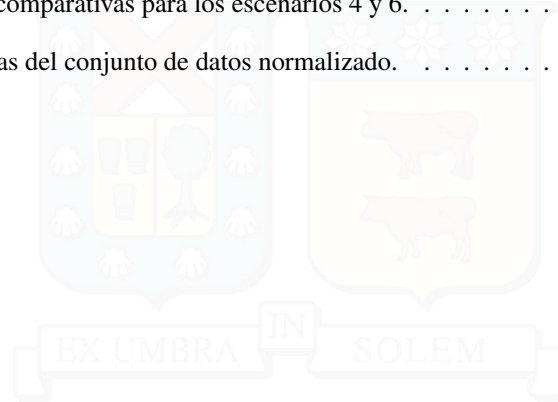 comparativas para los escenarios 4 y 6. . . . . . . . .
as del conjunto de datos normalizado. . . . . . . . .
EX UMBRA IN SOLEM